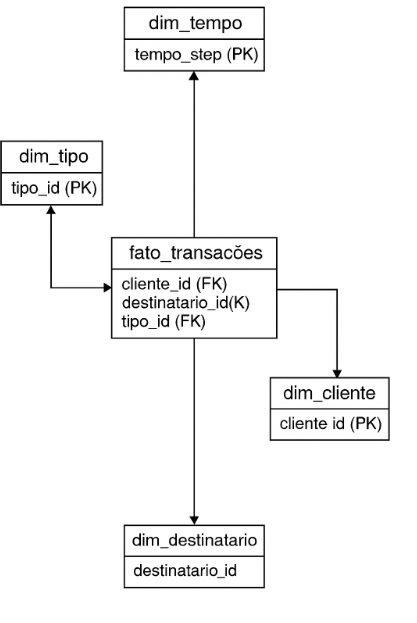 dim_tempo
tempo_step (PK)
dim_tipo
tipo_id (PK)
fato_transacões
cliente_id (FK)
destinatario_id(K)
tipo_id (FK)
dim_cliente
cliente id (PK)
dim_destinatario
destinatario_id